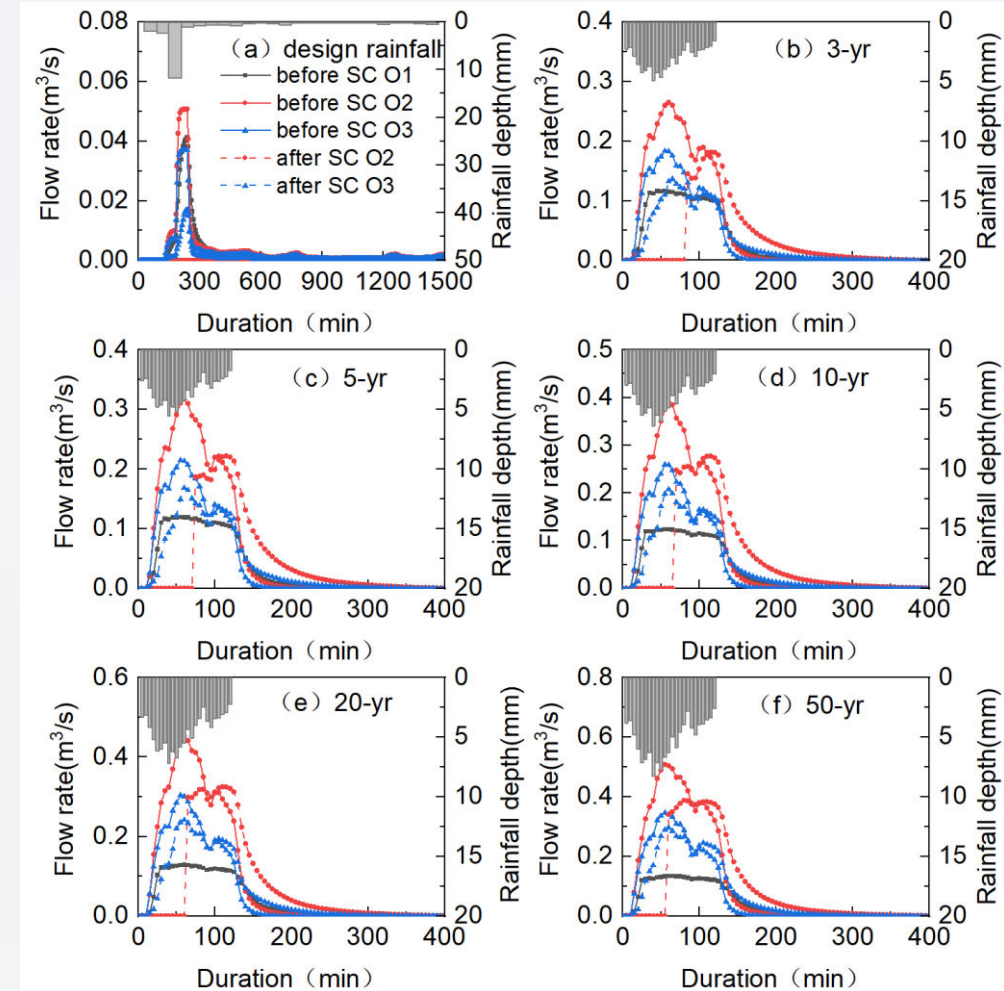 (a) design rainfall
before SC O1
before SC O2
before SC O3
after SC O2
after SC O3
Flow rate(m³/s)
0.08
0.06
0.04
0.02
0.00
0
10
20
30
40
50
Rainfall depth(mm)
0 300 600 900 1200 1500
Duration (min)
(b) 3-yr
Flow rate(m³/s)
0.4
0.3
0.2
0.1
0.0
0
5
10
15
20
Rainfall depth(mm)
0 100 200 300 400
Duration (min)
(c) 5-yr
Flow rate(m³/s)
0.4
0.3
0.2
0.1
0.0
0
5
10
15
20
Rainfall depth(mm)
0 100 200 300 400
Duration (min)
(d) 10-yr
Flow rate(m³/s)
0.5
0.4
0.3
0.2
0.1
0.0
0
5
10
15
20
Rainfall depth(mm)
0 100 200 300 400
Duration (min)
(e) 20-yr
Flow rate(m³/s)
0.6
0.4
0.2
0.0
0
5
10
15
20
Rainfall depth(mm)
0 100 200 300 400
Duration (min)
(f) 50-yr
Flow rate(m³/s)
0.8
0.6
0.4
0.2
0.0
0
5
10
15
20
Rainfall depth(mm)
0 100 200 300 400
Duration (min)